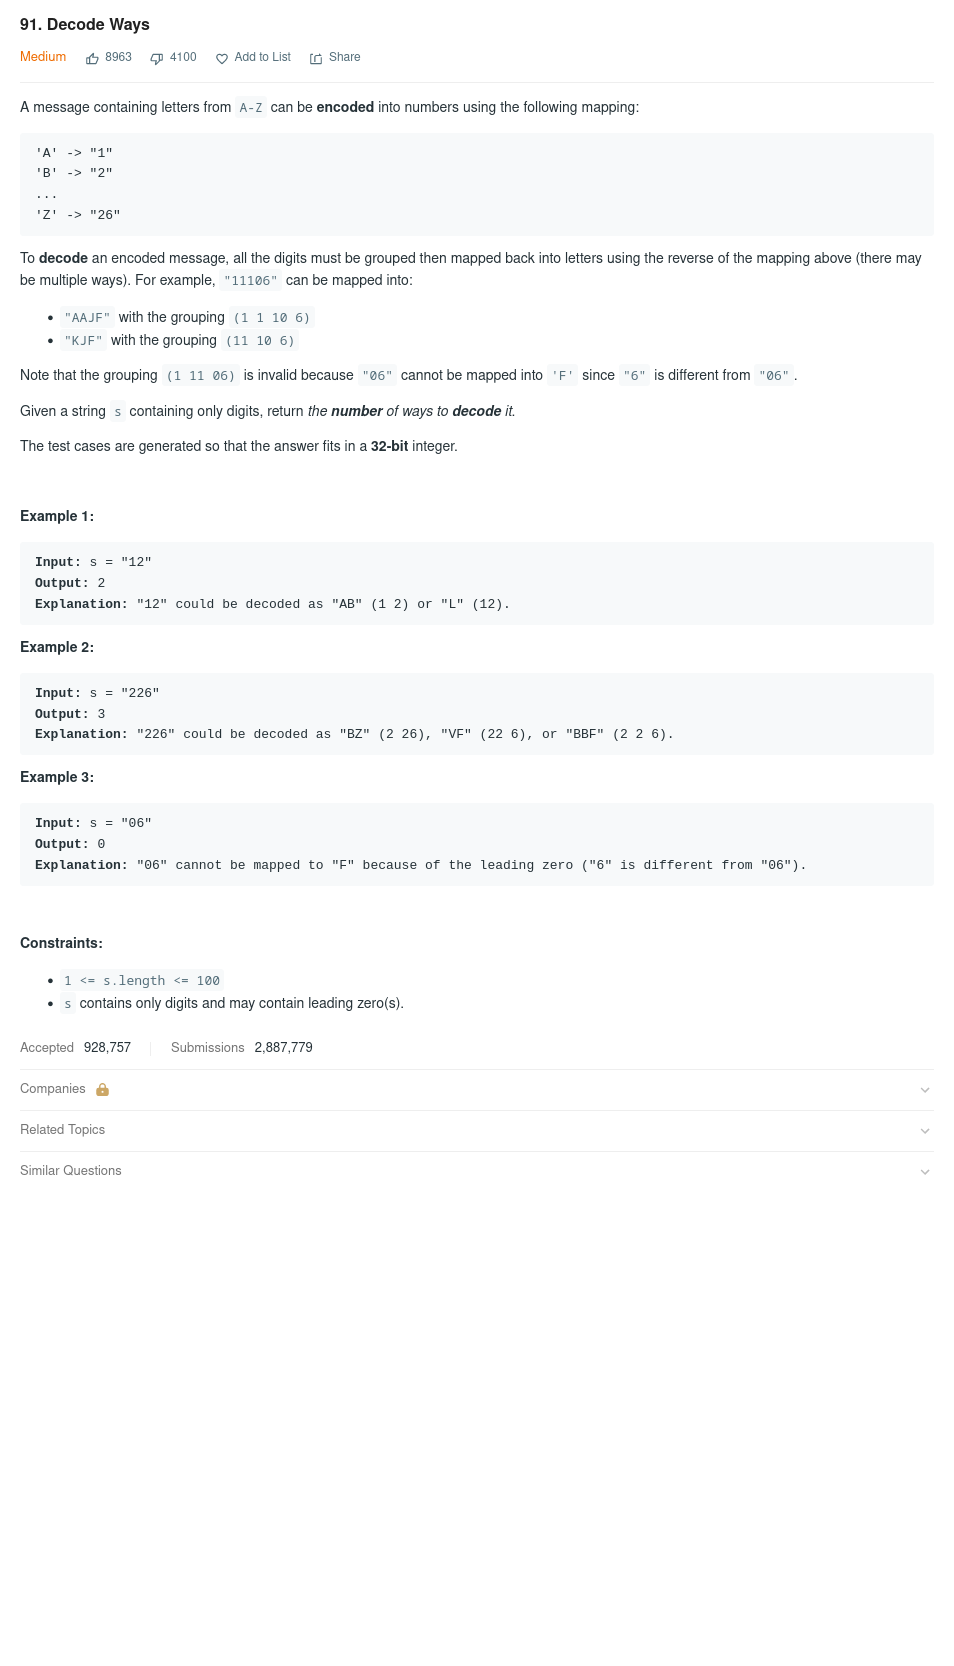 91. Decode Ways
Medium 8963 4100 Add to List Share
A message containing letters from A-Z can be encoded into numbers using the following mapping:
'A' -> "1"
'B' -> "2"
...
'Z' -> "26"
To decode an encoded message, all the digits must be grouped then mapped back into letters using the reverse of the mapping above (there may
be multiple ways). For example, "11106" can be mapped into:
• "AAJF" with the grouping (1 1 10 6)
• "KJF" with the grouping (11 10 6)
Note that the grouping (1 11 06) is invalid because "06" cannot be mapped into 'F' since "6" is different from "06".
Given a string s containing only digits, return the number of ways to decode it.
The test cases are generated so that the answer fits in a 32-bit integer.
Example 1:
Input: s = "12"
Output: 2
Explanation: "12" could be decoded as "AB" (1 2) or "L" (12).
Example 2:
Input: s = "226"
Output: 3
Explanation: "226" could be decoded as "BZ" (2 26), "VF" (22 6), or "BBF" (2 2 6).
Example 3:
Input: s = "06"
Output: 0
Explanation: "06" cannot be mapped to "F" because of the leading zero ("6" is different from "06").
Constraints:
• 1 <= s.length <= 100
• s contains only digits and may contain leading zero(s).
Accepted 928,757 Submissions 2,887,779
Companies
Related Topics
Similar Questions